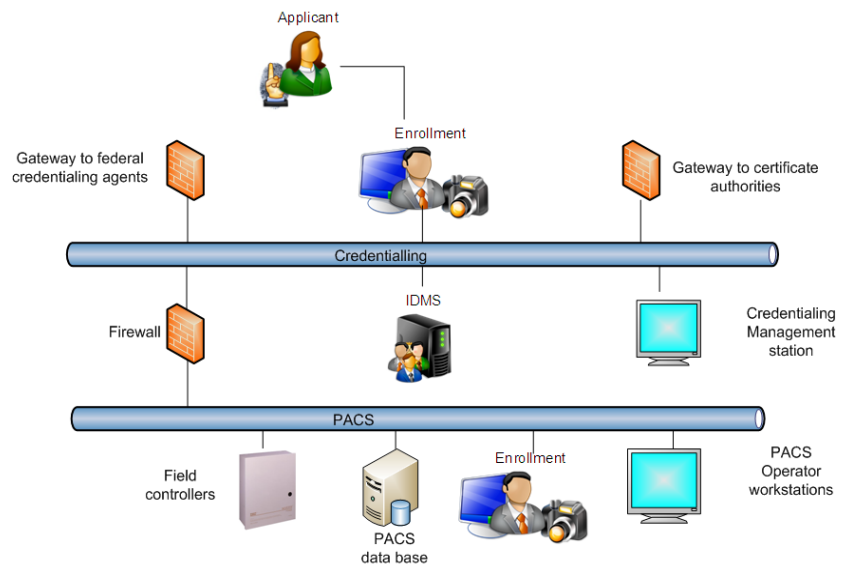 Applicant
Enrollment
Gateway to federal
credentialing agents
Gateway to certificate
authorities
Credentialling
IDMS
Firewall
Credentialing
Management
station
PACS
Enrollment
Field
controllers
PACS
data base
PACS
Operator
workstations